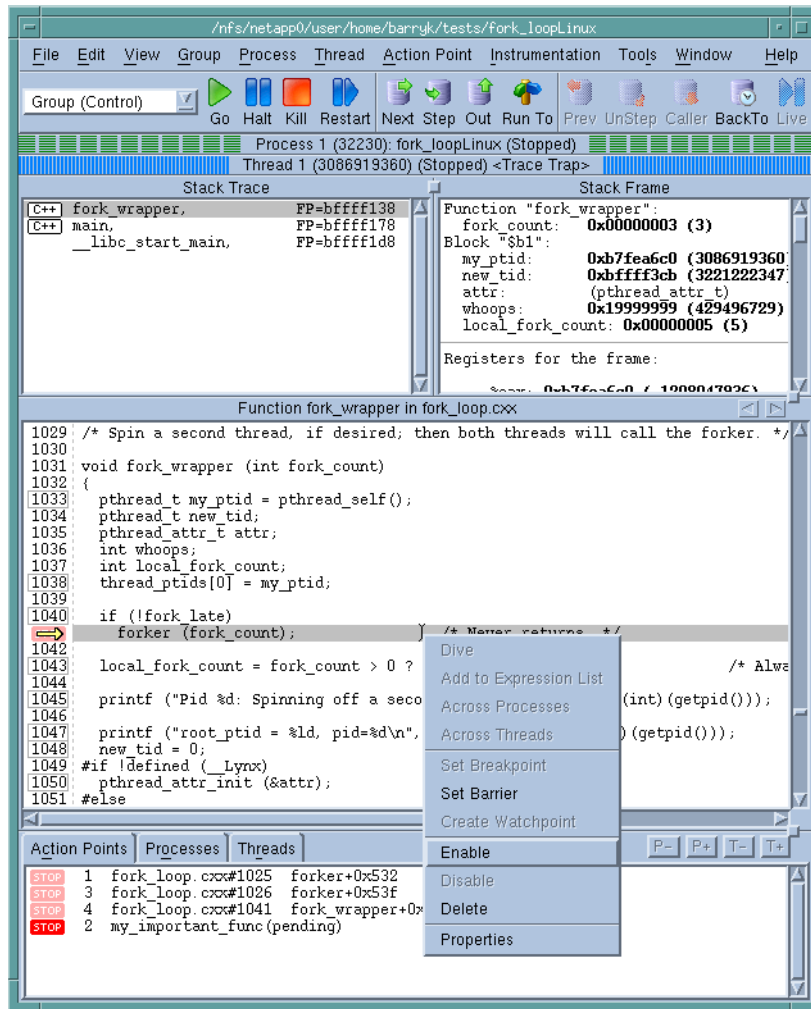 /nfs/netapp0/user/home/barryk/tests/fork_loopLinux
File Edit View Group Process Thread Action Point Instrumentation Tools Window Help
Group (Control) Go Halt Kill Restart Next Step Out Run To Prev UnStep Caller BackTo Live
Process 1 (32230): fork_loopLinux (Stopped)
Thread 1 (3086919360) (Stopped) <Trace Trap>
Stack Trace
C++ fork_wrapper, FP=bffff138
C++ main, FP=bffff178
__libc_start_main, FP=bffff1d8
Stack Frame
Function "fork_wrapper":
fork_count: 0x00000003 (3)
Block "$b1":
my_ptid: 0xb7fea6c0 (3086919360
new_tid: 0xbffff3cb (3221222347
attr: (pthread_attr_t)
whoops: 0x19999999 (429496729)
local_fork_count: 0x00000005 (5)
Registers for the frame:
Function fork_wrapper in fork_loop.cxx
1029 /* Spin a second thread, if desired; then both threads will call the forker. */
1030
1031 void fork_wrapper (int fork_count)
1032 {
1033 pthread_t my_ptid = pthread_self();
1034 pthread_t new_tid;
1035 pthread_attr_t attr;
1036 int whoops;
1037 int local_fork_count;
1038 thread_ptids[0] = my_ptid;
1039
1040 if (!fork_late)
forker (fork_count); /* Never returns. */
1042
1043 local_fork_count = fork_count > 0 ? /* Alwa
1044
1045 printf ("Pid %d: Spinning off a seco (int)(getpid()));
1046
1047 printf ("root_ptid = %ld, pid=%d\n", )(getpid()));
1048 new_tid = 0;
1049 #if !defined (__Lynx)
1050 pthread_attr_init (&attr);
1051 #else
Dive
Add to Expression List
Across Processes
Across Threads
Set Breakpoint
Set Barrier
Create Watchpoint
Enable
Disable
Delete
Properties
Action Points Processes Threads P- P+ T- T+
STOP 1 fork_loop.cxx#1025 forker+0x532
STOP 3 fork_loop.cxx#1026 forker+0x53f
STOP 4 fork_loop.cxx#1041 fork_wrapper+0x
STOP 2 my_important_func(pending)